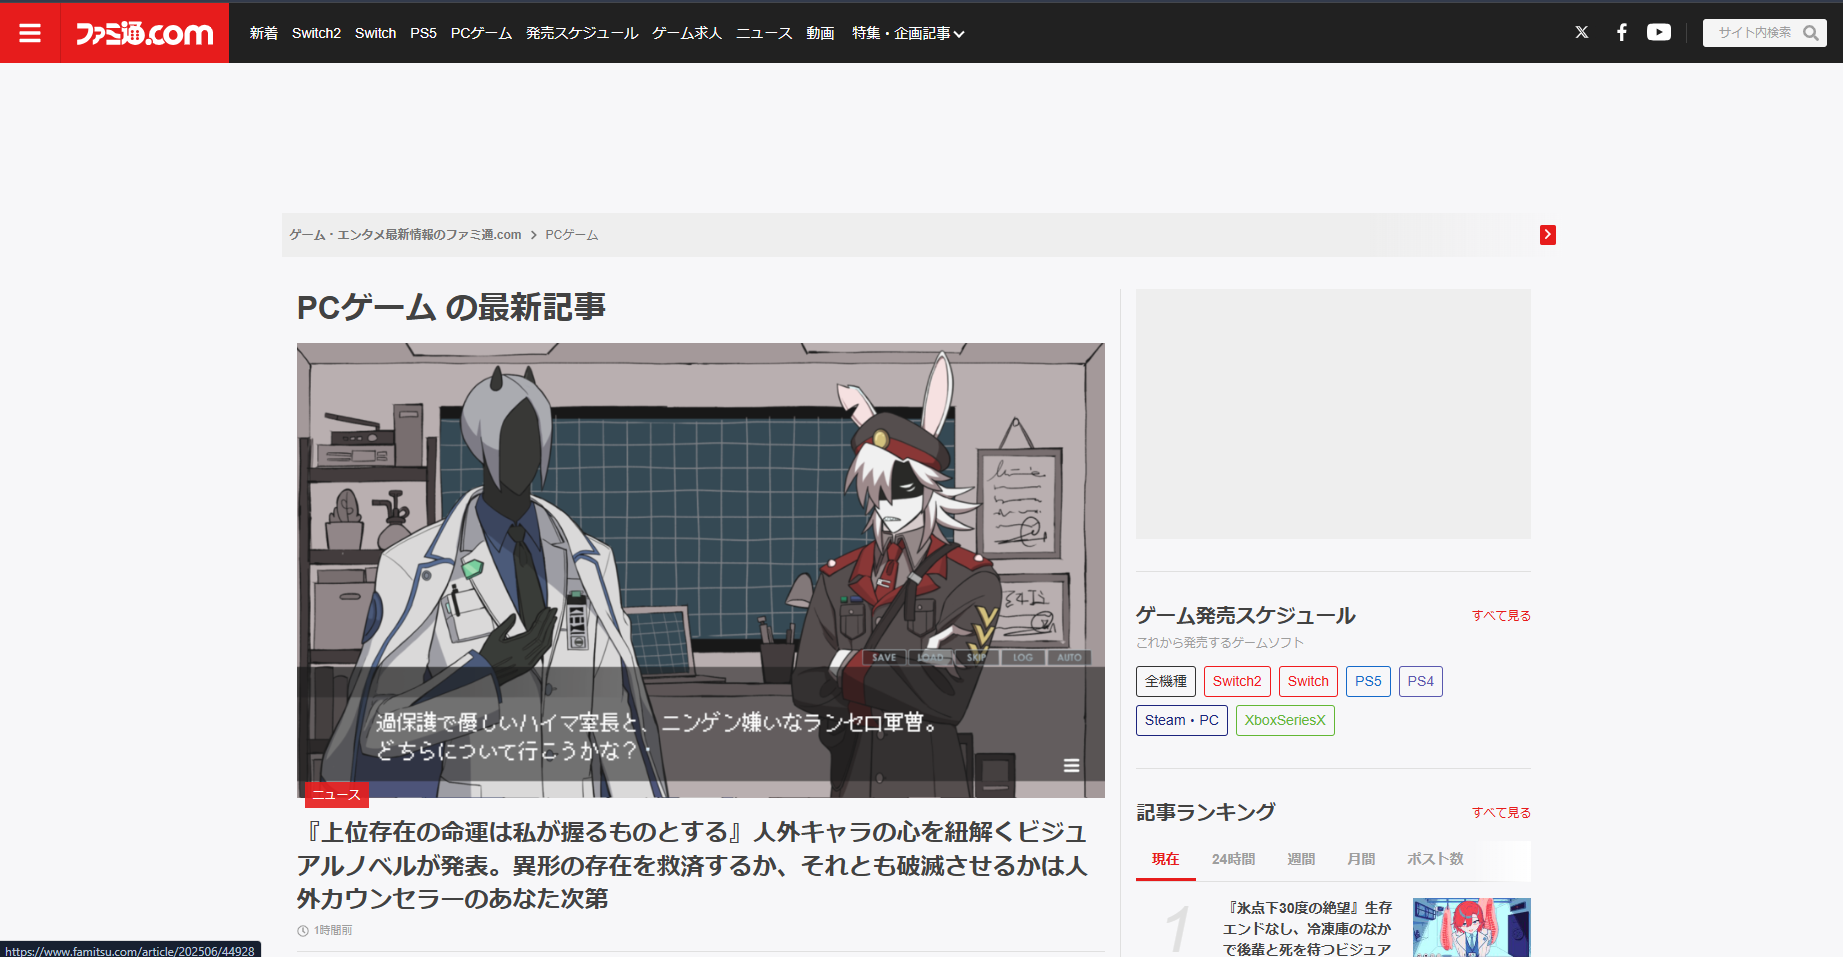 ファミ通.com
新着 Switch2 Switch PS5 PCゲーム 発売スケジュール ゲーム求人 ニュース 動画 特集・企画記事
サイト内検索
ゲーム・エンタメ最新情報のファミ通.com
PCゲーム
PCゲーム の最新記事
SAVE LOAD SKIP LOG AUTO
過保護で優しいハイマ室長と、ニンゲン嫌いなランセロ軍曹。
どちらについて行こうかな？
ニュース
『上位存在の命運は私が握るものとする』人外キャラの心を紐解くビジュ
アルノベルが発表。異形の存在を救済するか、それとも破滅させるかは人
外カウンセラーのあなた次第
1時間前
ゲーム発売スケジュール
すべて見る
これから発売するゲームソフト
全機種 Switch2 Switch PS5 PS4
Steam・PC XboxSeriesX
記事ランキング
すべて見る
現在 24時間 週間 月間 ポスト数
1
『氷点下30度の絶望』生存
エンドなし、冷凍庫のなか
で後輩と死を待つビジュア
https://www.famitsu.com/article/202506/44928